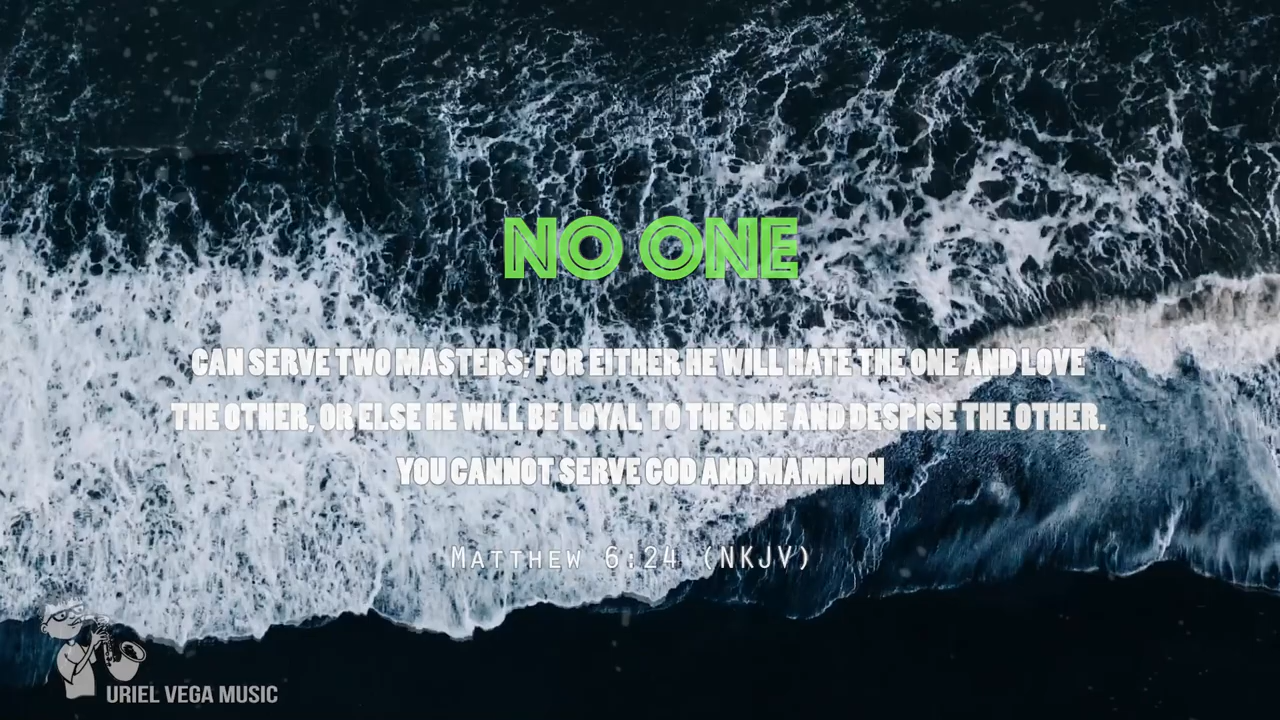 NO ONE
CAN SERVE TWO MASTERS; FOR EITHER HE WILL HATE THE ONE AND LOVE
THE OTHER, OR ELSE HE WILL BE LOYAL TO THE ONE AND DESPISE THE OTHER.
YOU CANNOT SERVE GOD AND MAMMON
Matthew 6:24 (NKJV)
URIEL VEGA MUSIC